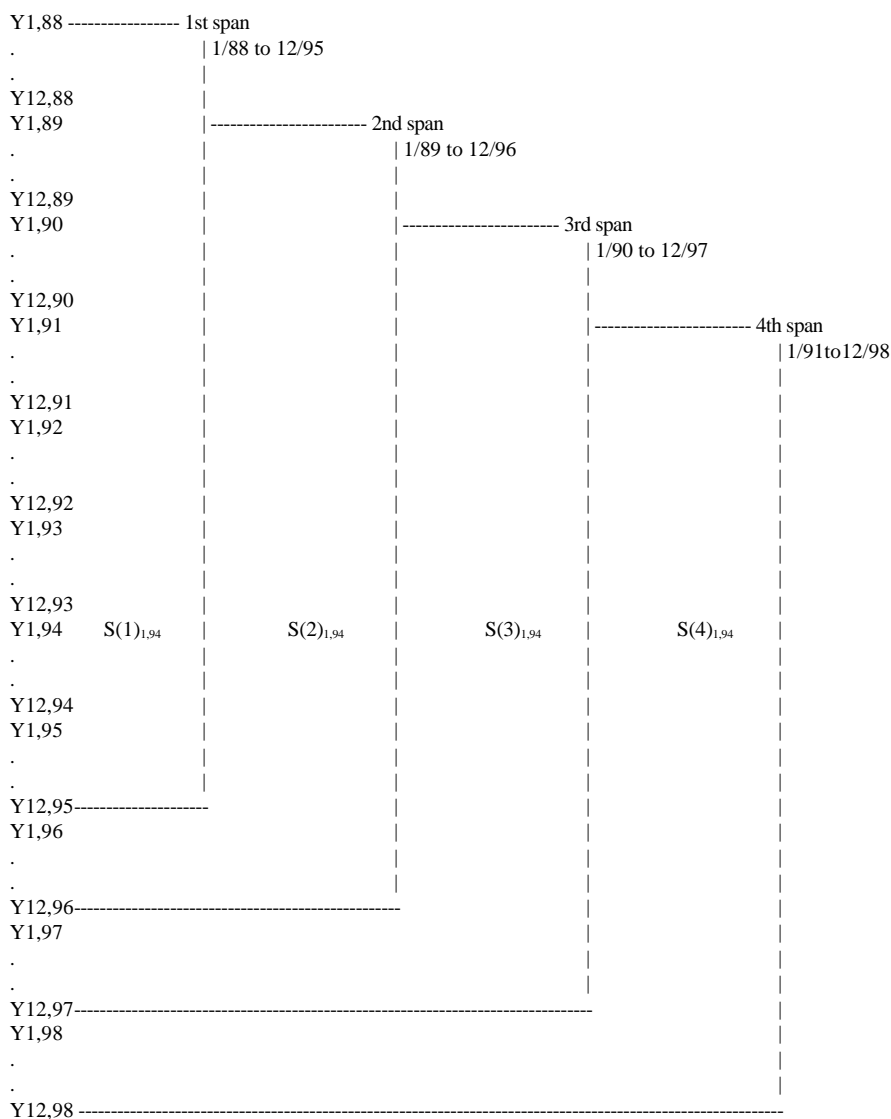 Y1,88 ----------------- 1st span
. | 1/88 to 12/95
. |
Y12,88 |
Y1,89 |------------------------ 2nd span
. | | 1/89 to 12/96
. | |
Y12,89 | |
Y1,90 | |------------------------ 3rd span
. | | | 1/90 to 12/97
. | | |
Y12,90 | | |
Y1,91 | | |------------------------ 4th span
. | | | | 1/91to12/98
. | | | |
Y12,91 | | | |
Y1,92 | | | |
. | | | |
. | | | |
Y12,92 | | | |
Y1,93 | | | |
. | | | |
. | | | |
Y12,93 | | | |
Y1,94 S(1)1,94 | S(2)1,94 | S(3)1,94 | S(4)1,94 |
. | | | |
. | | | |
Y12,94 | | | |
Y1,95 | | | |
. | | | |
. | | | |
Y12,95--------------------- | | |
Y1,96 | | |
. | | |
. | | |
Y12,96-------------------------------------------------- | |
Y1,97 | |
. | |
. | |
Y12,97------------------------------------------------------------------------------- |
Y1,98 |
. |
. |
Y12,98 ------------------------------------------------------------------------------------------------------------